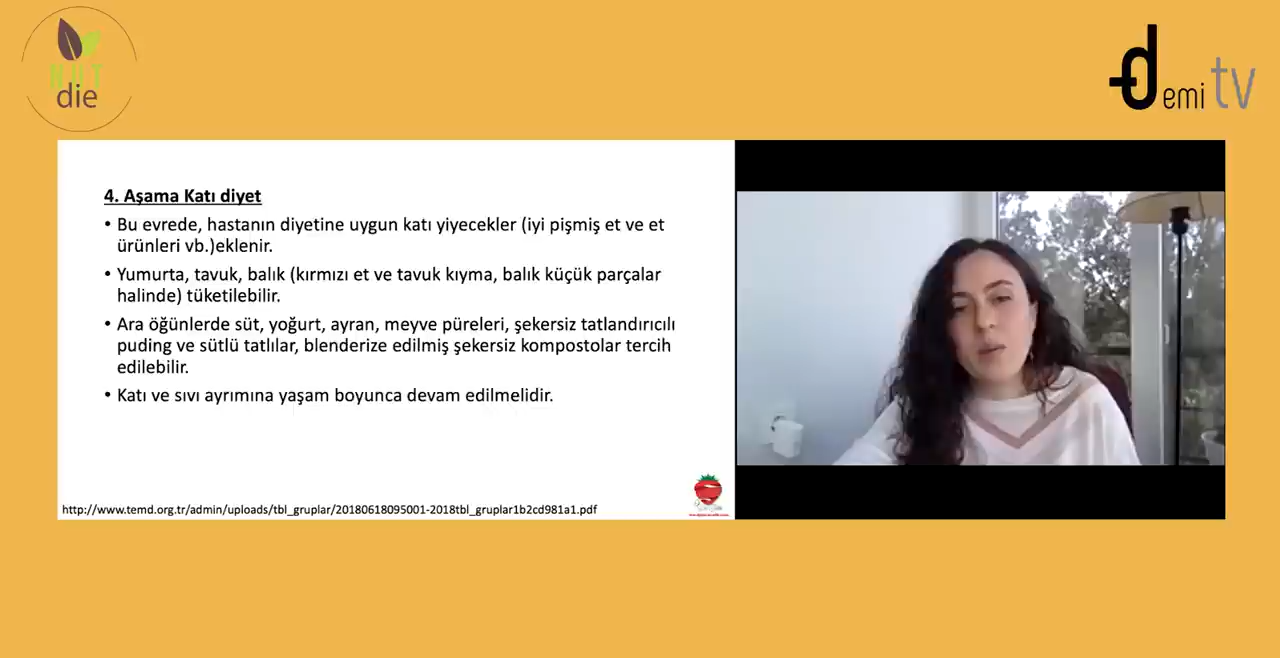 NUT
die
demi tv
4. Aşama Katı diyet
• Bu evrede, hastanın diyetine uygun katı yiyecekler (iyi pişmiş et ve et
ürünleri vb.)eklenir.
• Yumurta, tavuk, balık (kırmızı et ve tavuk kıyma, balık küçük parçalar
halinde) tüketilebilir.
• Ara öğünlerde süt, yoğurt, ayran, meyve püreleri, şekersiz tatlandırıcılı
puding ve sütlü tatlılar, blenderize edilmiş şekersiz kompostolar tercih
edilebilir.
• Katı ve sıvı ayrımına yaşam boyunca devam edilmelidir.
http://www.temd.org.tr/admin/uploads/tbl_gruplar/20180618095001-2018tbl_gruplar1b2cd981a1.pdf